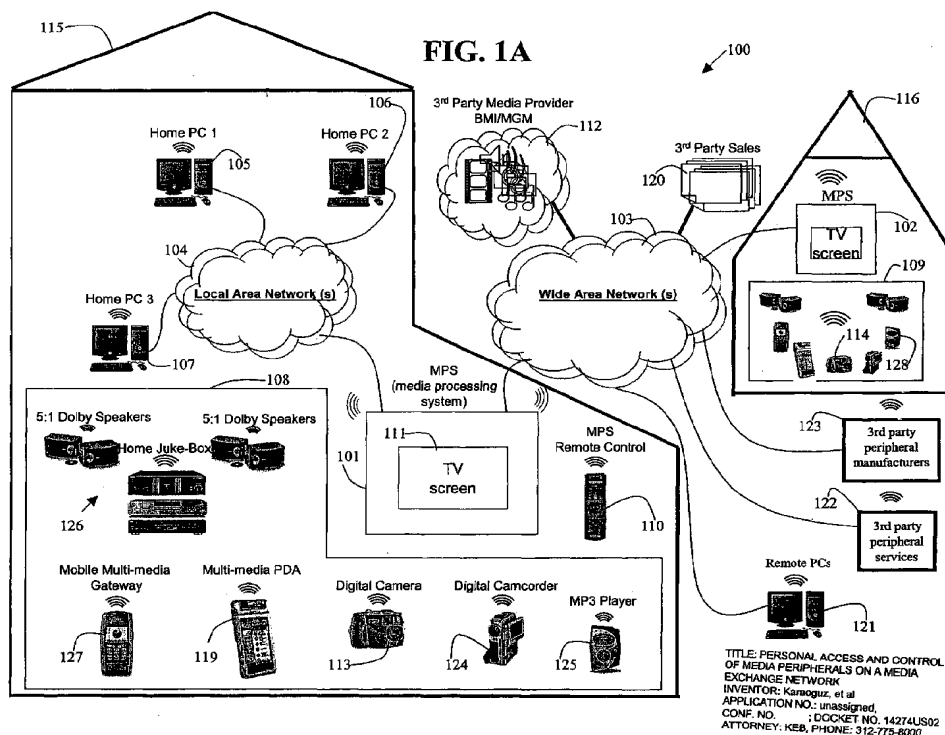 115
FIG. 1A
100
106
3rd Party Media Provider
BMI/MGM
112
116
Home PC 1
105
Home PC 2
3rd Party Sales
120
MPS
102
TV
screen
103
104
Local Area Network (s)
Wide Area Network (s)
109
Home PC 3
107
114
128
108
MPS
(media processing
system)
5:1 Dolby Speakers
5:1 Dolby Speakers
Home Juke-Box
111
TV
screen
101
MPS
Remote Control
110
123
3rd party
peripheral
manufacturers
122
3rd party
peripheral
services
126
Mobile Multi-media
Gateway
127
Multi-media PDA
119
Digital Camera
113
Digital Camcorder
124
MP3 Player
125
Remote PCs
121
TITLE: PERSONAL ACCESS AND CONTROL
OF MEDIA PERIPHERALS ON A MEDIA
EXCHANGE NETWORK
INVENTOR: Karaoguz, et al
APPLICATION NO.: unassigned,
CONF. NO. ; DOCKET NO. 14274US02
ATTORNEY: KEB, PHONE: 312-775-8000